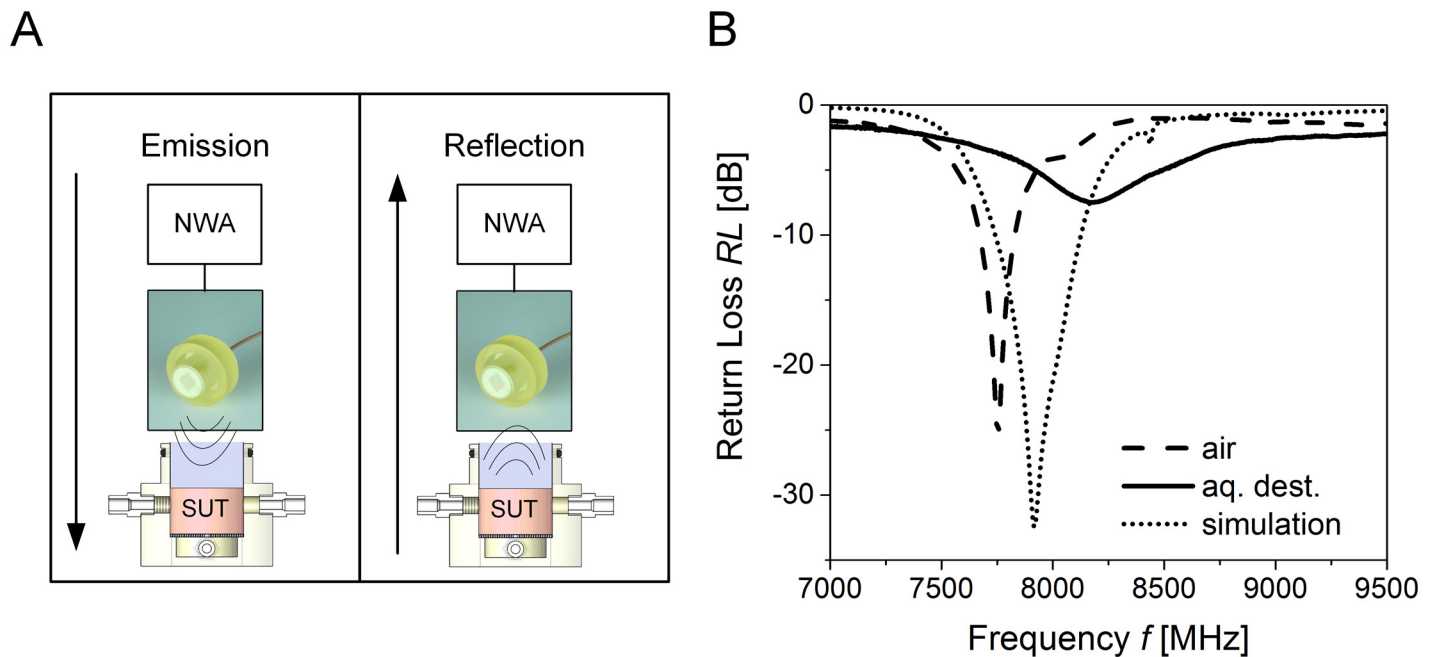 A
Emission
NWA
SUT
Reflection
NWA
SUT
B
Return Loss RL [dB]
0
-10
-20
-30
air
aq. dest.
simulation
7000 7500 8000 8500 9000 9500
Frequency f [MHz]